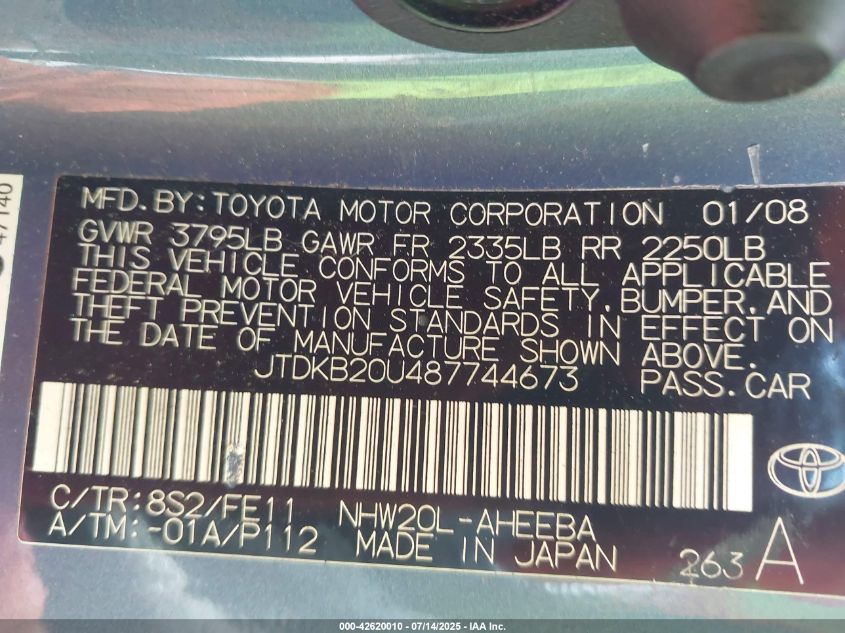 47140
MFD.BY:TOYOTA MOTOR CORPORATION 01/08
GVWR 3795LB GAWR FR 2335LB RR 2250LB
THIS VEHICLE CONFORMS TO ALL APPLICABLE
FEDERAL MOTOR VEHICLE SAFETY,BUMPER,AND
THEFT PREVENTION STANDARDS IN EFFECT ON
THE DATE OF MANUFACTURE SHOWN ABOVE.
JTDKB20U487744673 PASS.CAR
C/TR:8S2/FE11 NHW20L-AHEEBA
A/TM:-01A/P112 MADE IN JAPAN 263 A
000-42620010 - 07/14/2025 - IAA Inc.